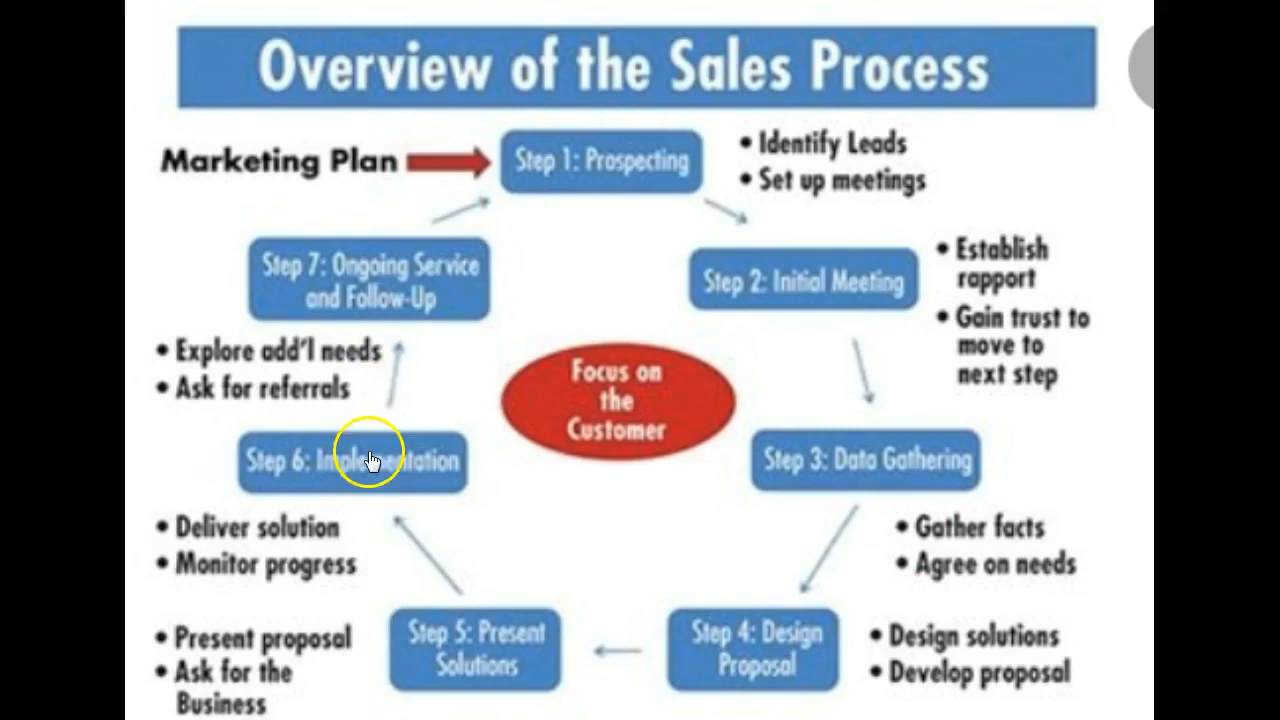 Overview of the Sales Process
Marketing Plan
Step 1: Prospecting
• Identify Leads
• Set up meetings
Step 2: Initial Meeting
• Establish
rapport
• Gain trust to
move to
next step
Step 3: Data Gathering
• Gather facts
• Agree on needs
Step 4: Design
Proposal
• Design solutions
• Develop proposal
Step 5: Present
Solutions
• Present proposal
• Ask for the
Business
Step 6: Implementation
• Deliver solution
• Monitor progress
Step 7: Ongoing Service
and Follow-Up
• Explore add'l needs
• Ask for referrals
Focus on
the
Customer